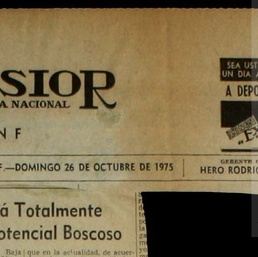 SIOR
A NACIONAL
N F
F.—DOMINGO 26 DE OCTUBRE DE 1975
SEA UST
UN DIA A
A DEPO
"EX
GERENTE G
HERO RODRIG
á Totalmente
otencial Boscoso
Baja; que en la actualidad, de acuer-